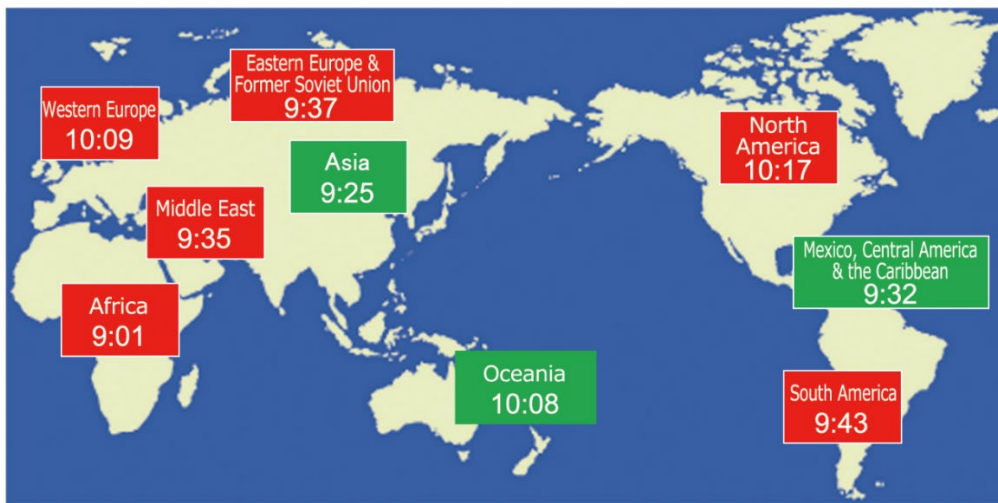 Eastern Europe &
Former Soviet Union
9:37
Western Europe
10:09
Asia
9:25
North
America
10:17
Middle East
9:35
Mexico, Central America
& the Caribbean
9:32
Africa
9:01
Oceania
10:08
South America
9:43